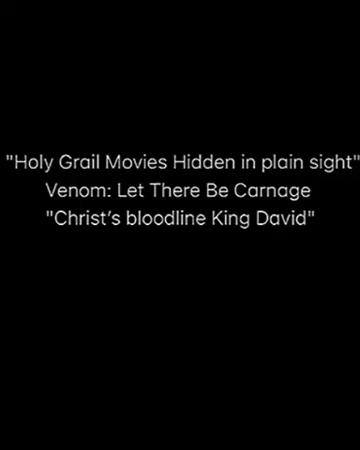 "Holy Grail Movies Hidden in plain sight"
Venom: Let There Be Carnage
"Christ’s bloodline King David"